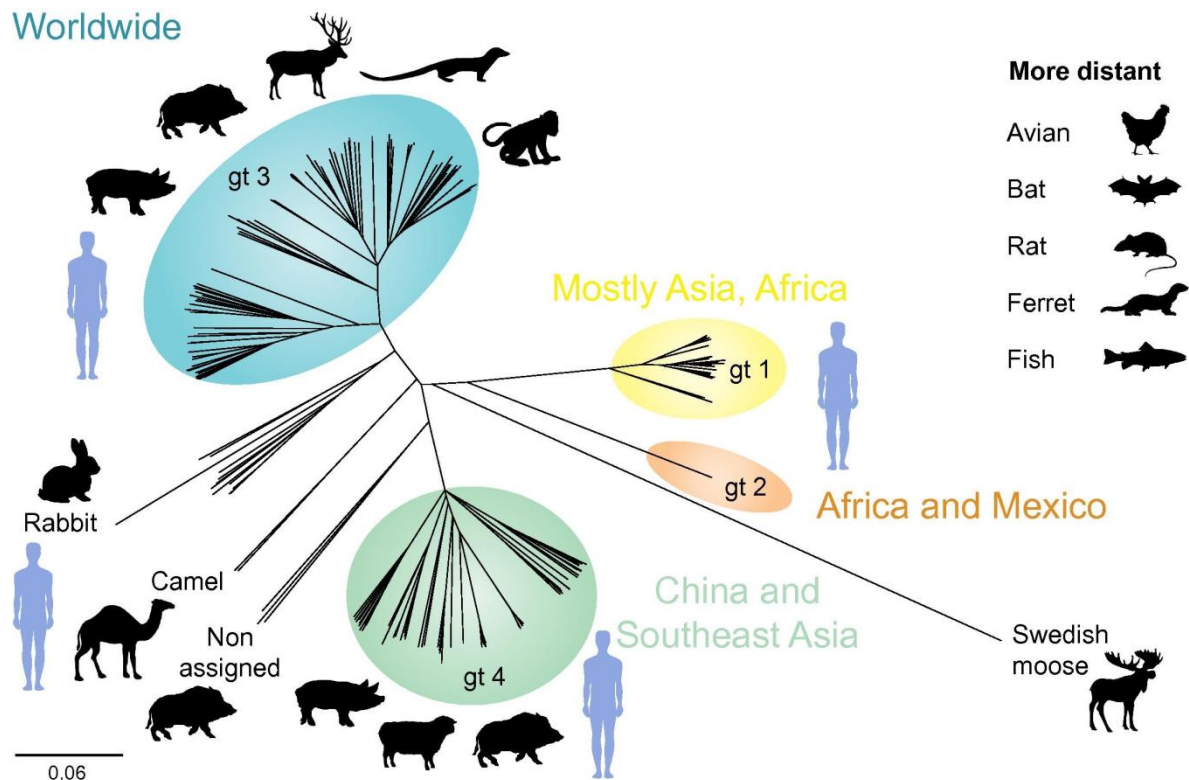 Worldwide
More distant
Avian
Bat
Rat
Ferret
Fish
gt 3
Mostly Asia, Africa
gt 1
gt 2
Africa and Mexico
Rabbit
Camel
Non
assigned
gt 4
China and
Southeast Asia
Swedish
moose
0.06